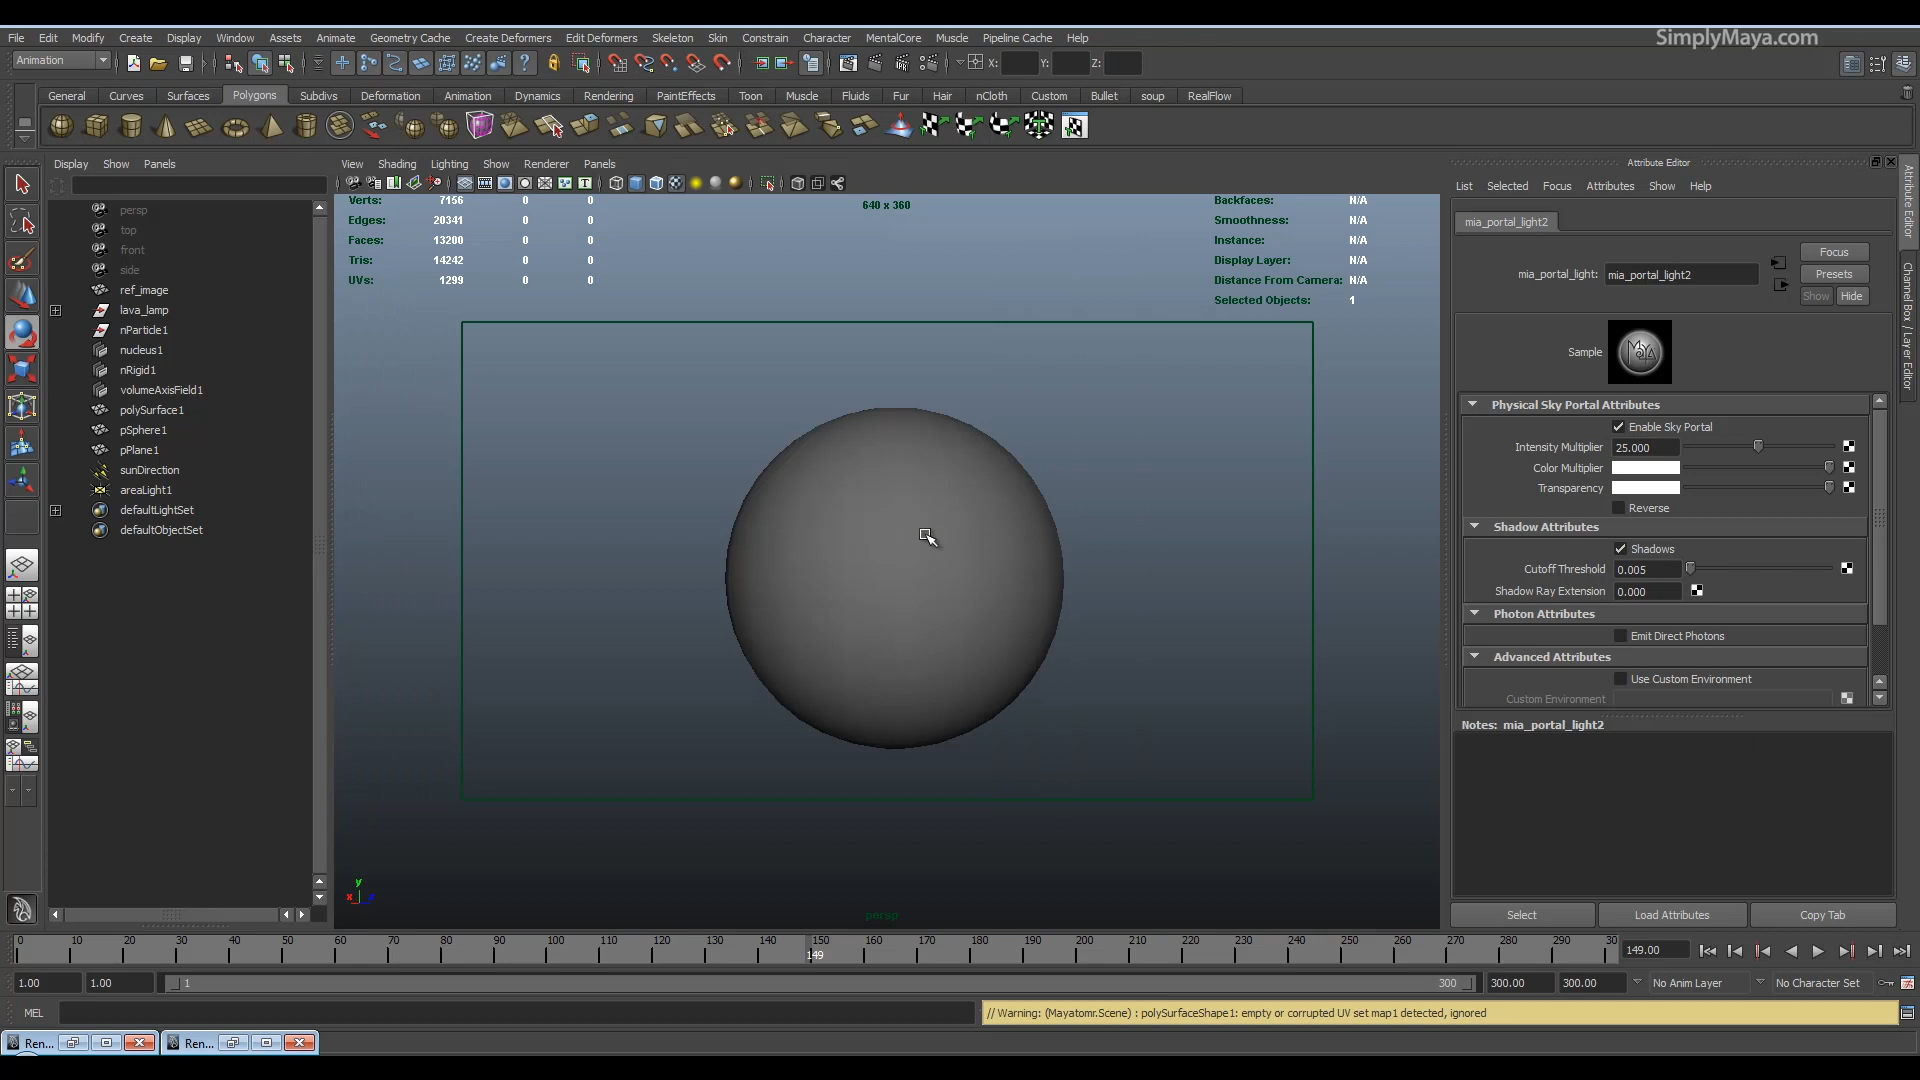 SimplyMaya.com
File Edit Modify Create Display Window Assets Animate Geometry Cache Create Deformers Edit Deformers Skeleton Skin Constrain Character MentalCore Muscle Pipeline Cache Help
Animation X: Y: Z:
General Curves Surfaces Polygons Subdivs Deformation Animation Dynamics Rendering PaintEffects Toon Muscle Fluids Fur Hair nCloth Custom Bullet soup RealFlow
Display Show Panels
View Shading Lighting Show Renderer Panels
persp
top
front
side
ref_image
lava_lamp
nParticle1
nucleus1
nRigid1
volumeAxisField1
polySurface1
pSphere1
pPlane1
sunDirection
areaLight1
defaultLightSet
defaultObjectSet
Verts: 7156 0 0
Edges: 20341 0 0
Faces: 13200 0 0
Tris: 14242 0 0
UVs: 1299 0 0
640 x 360
Backfaces: N/A
Smoothness: N/A
Instance: N/A
Display Layer: N/A
Distance From Camera: N/A
Selected Objects: 1
y
x
persp
Attribute Editor
List Selected Focus Attributes Show Help
mia_portal_light2
mia_portal_light: mia_portal_light2
Focus
Presets
Show Hide
Sample
MAYA
Physical Sky Portal Attributes
Enable Sky Portal
Intensity Multiplier 25.000
Color Multiplier
Transparency
Reverse
Shadow Attributes
Shadows
Cutoff Threshold 0.005
Shadow Ray Extension 0.000
Photon Attributes
Emit Direct Photons
Advanced Attributes
Use Custom Environment
Custom Environment
Notes: mia_portal_light2
Select Load Attributes Copy Tab
Attribute Editor
Channel Box / Layer Editor
0 10 20 30 40 50 60 70 80 90 100 110 120 130 140 150 160 170 180 190 200 210 220 230 240 250 260 270 280 290 30
149
149.00
1.00 1.00 1 300 300.00 300.00 No Anim Layer No Character Set
MEL // Warning: (Mayatomr.Scene) : polySurfaceShape1: empty or corrupted UV set map1 detected, ignored
Ren... Ren...